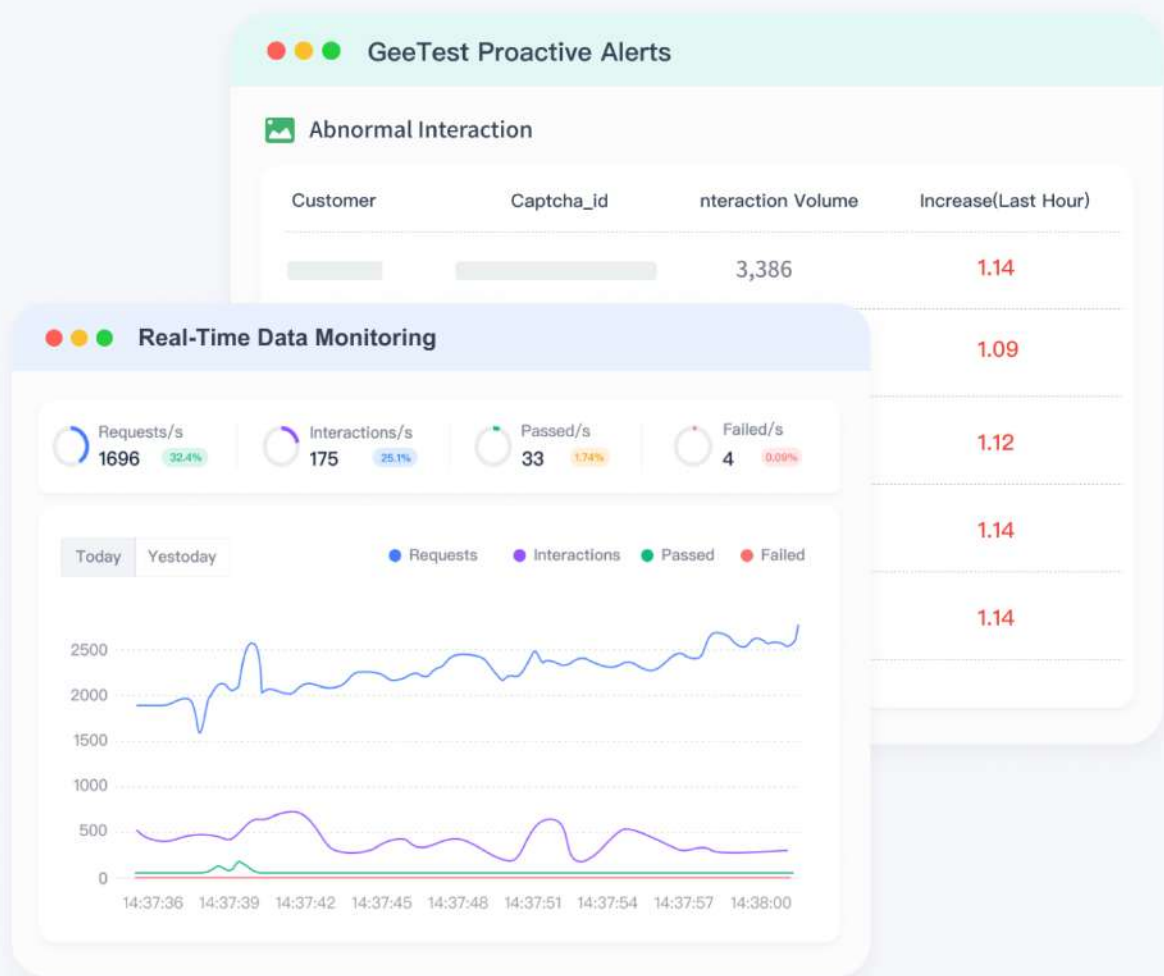 GeeTest Proactive Alerts
Abnormal Interaction
Customer Captcha_id nteraction Volume Increase(Last Hour)
3,386 1.14
1.09
1.12
1.14
1.14
Real-Time Data Monitoring
Requests/s Interactions/s Passed/s Failed/s
1696 32.4% 175 25.1% 33 1.74% 4 0.09%
Today Yestoday Requests Interactions Passed Failed
2500
2000
1500
1000
500
0
14:37:36 14:37:39 14:37:42 14:37:45 14:37:48 14:37:51 14:37:54 14:37:57 14:38:00